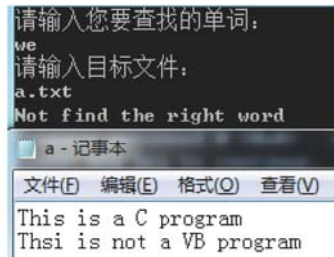 请输入您要查找的单词:
we
请输入目标文件:
a.txt
Not find the right word
a - 记事本
文件(F) 编辑(E) 格式(O) 查看(V)
This is a C program
Thsi is not a VB program